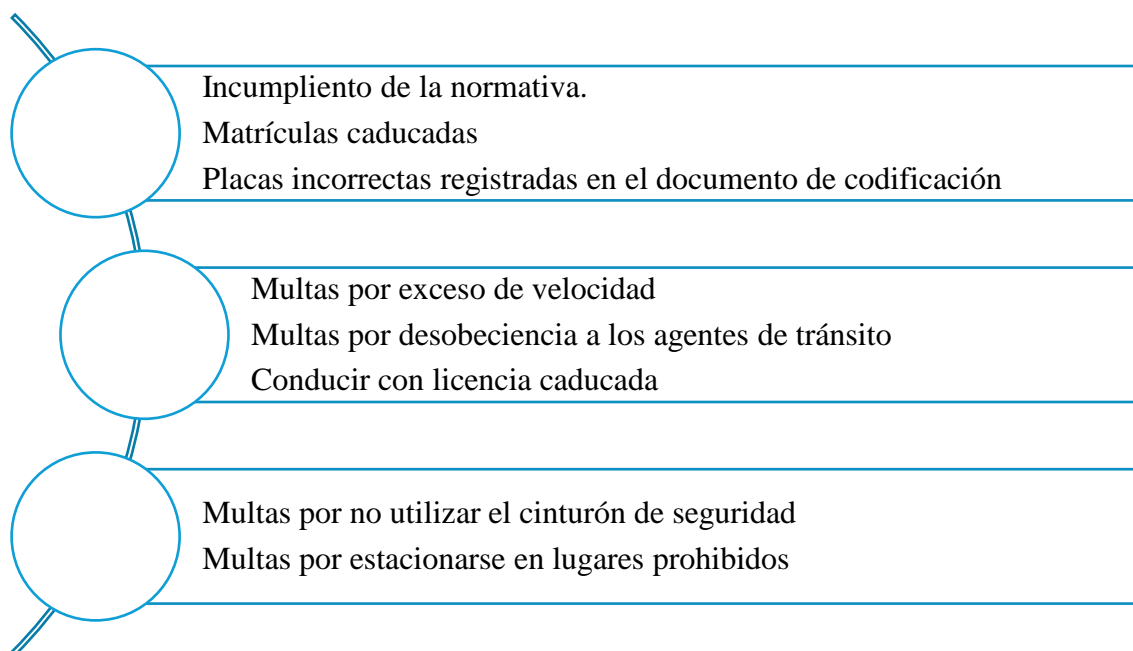 Incumpliento de la normativa.
Matrículas caducadas
Placas incorrectas registradas en el documento de codificación
Multas por exceso de velocidad
Multas por desobeciencia a los agentes de tránsito
Conducir con licencia caducada
Multas por no utilizar el cinturón de seguridad
Multas por estacionarse en lugares prohibidos